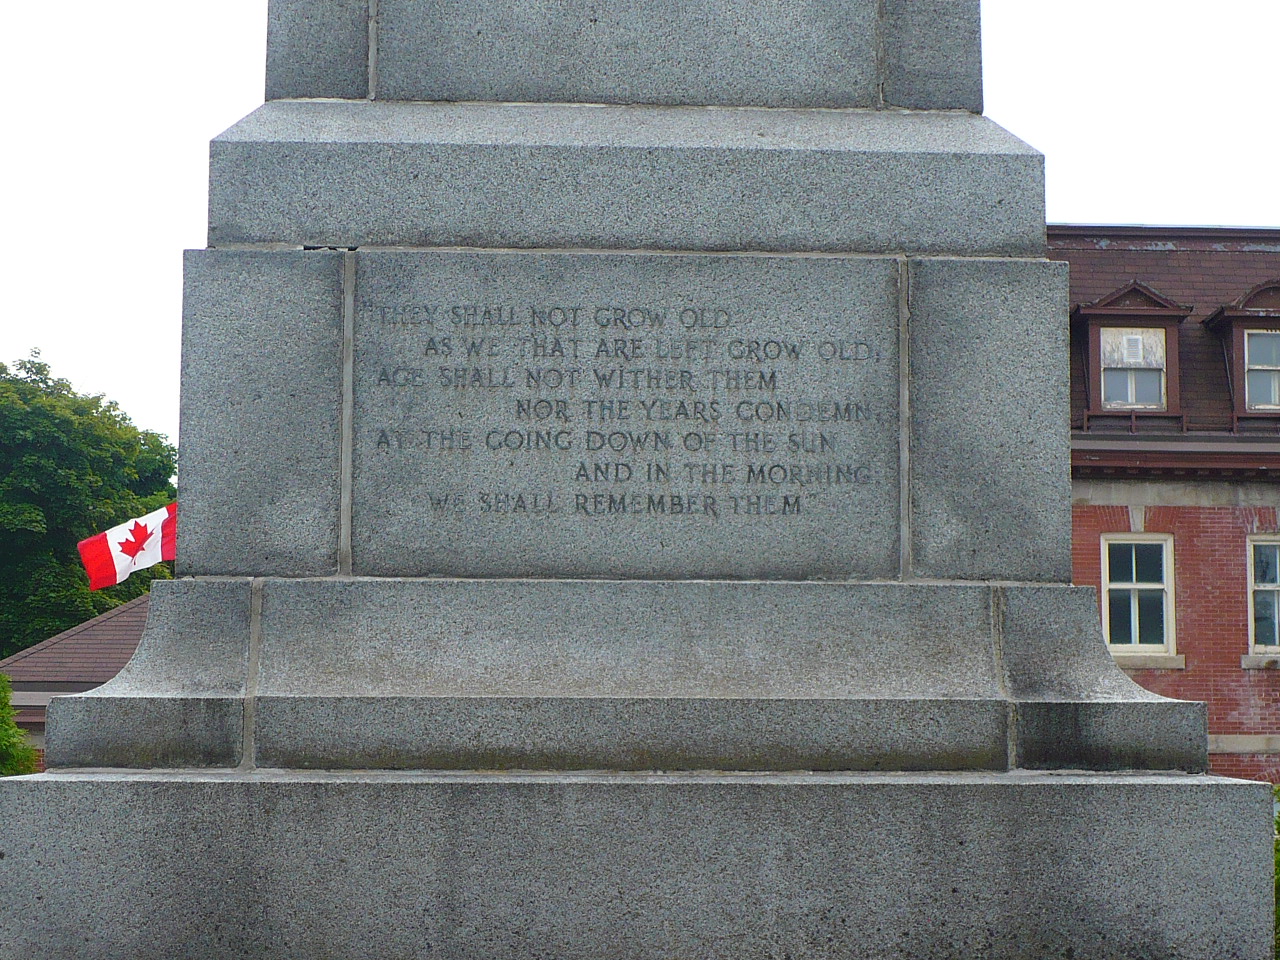 "THEY SHALL NOT GROW OLD
AS WE THAT ARE LEFT GROW OLD,
AGE SHALL NOT WITHER THEM
NOR THE YEARS CONDEMN,
AT THE GOING DOWN OF THE SUN
AND IN THE MORNING
WE SHALL REMEMBER THEM"